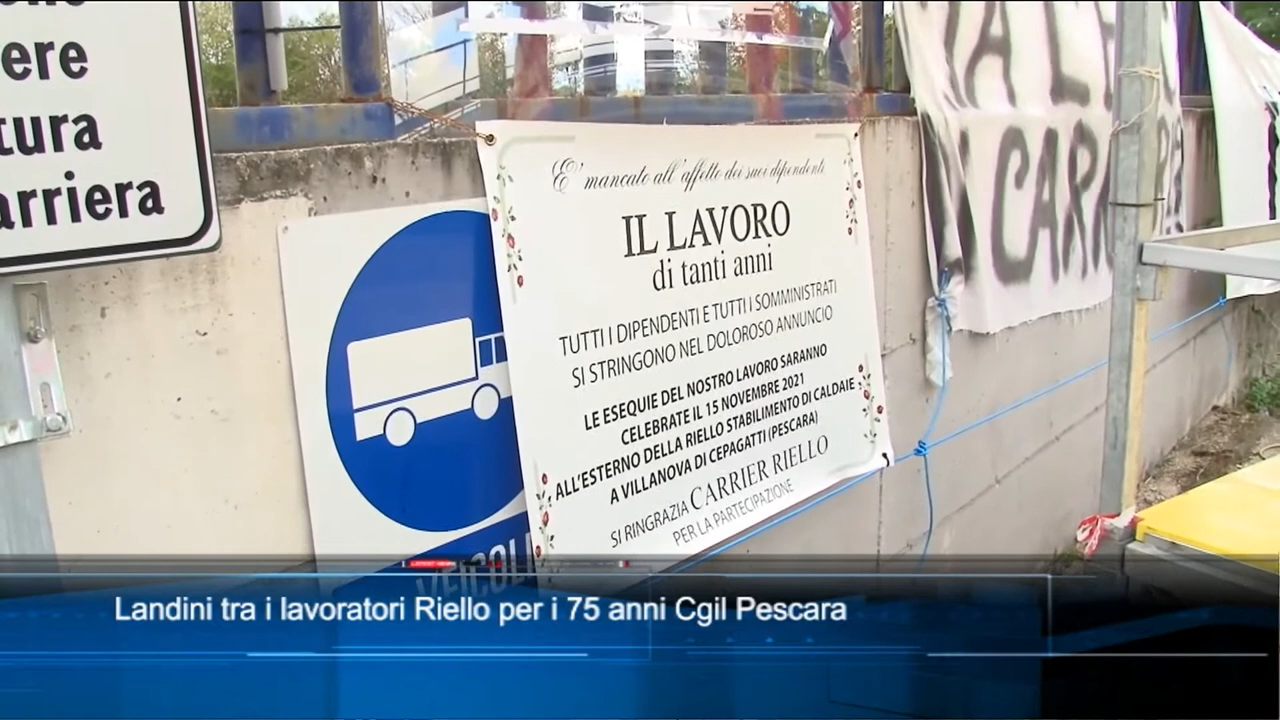 ere
tura
arriera
E' mancato all'affetto dei suoi dipendenti
IL LAVORO
di tanti anni
TUTTI I DIPENDENTI E TUTTI I SOMMINISTRATI
SI STRINGONO NEL DOLOROSO ANNUNCIO
LE ESEQUIE DEL NOSTRO LAVORO SARANNO
CELEBRATE IL 15 NOVEMBRE 2021
ALL'ESTERNO DELLA RIELLO STABILIMENTO DI CALDAIE
A VILLANOVA DI CEPAGATTI (PESCARA)
SI RINGRAZIA CARRIER RIELLO
PER LA PARTECIPAZIONE
VEICOLI
CARR
Landini tra i lavoratori Riello per i 75 anni Cgil Pescara